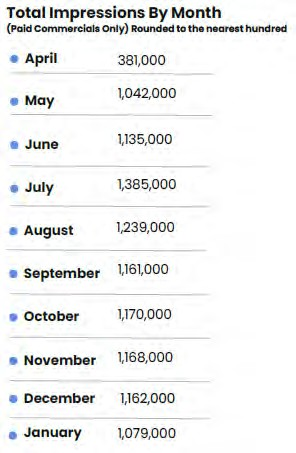 Total Impressions By Month
(Paid Commercials Only) Rounded to the nearest hundred
April 381,000
May 1,042,000
June 1,135,000
July 1,385,000
August 1,239,000
September 1,161,000
October 1,170,000
November 1,168,000
December 1,162,000
January 1,079,000